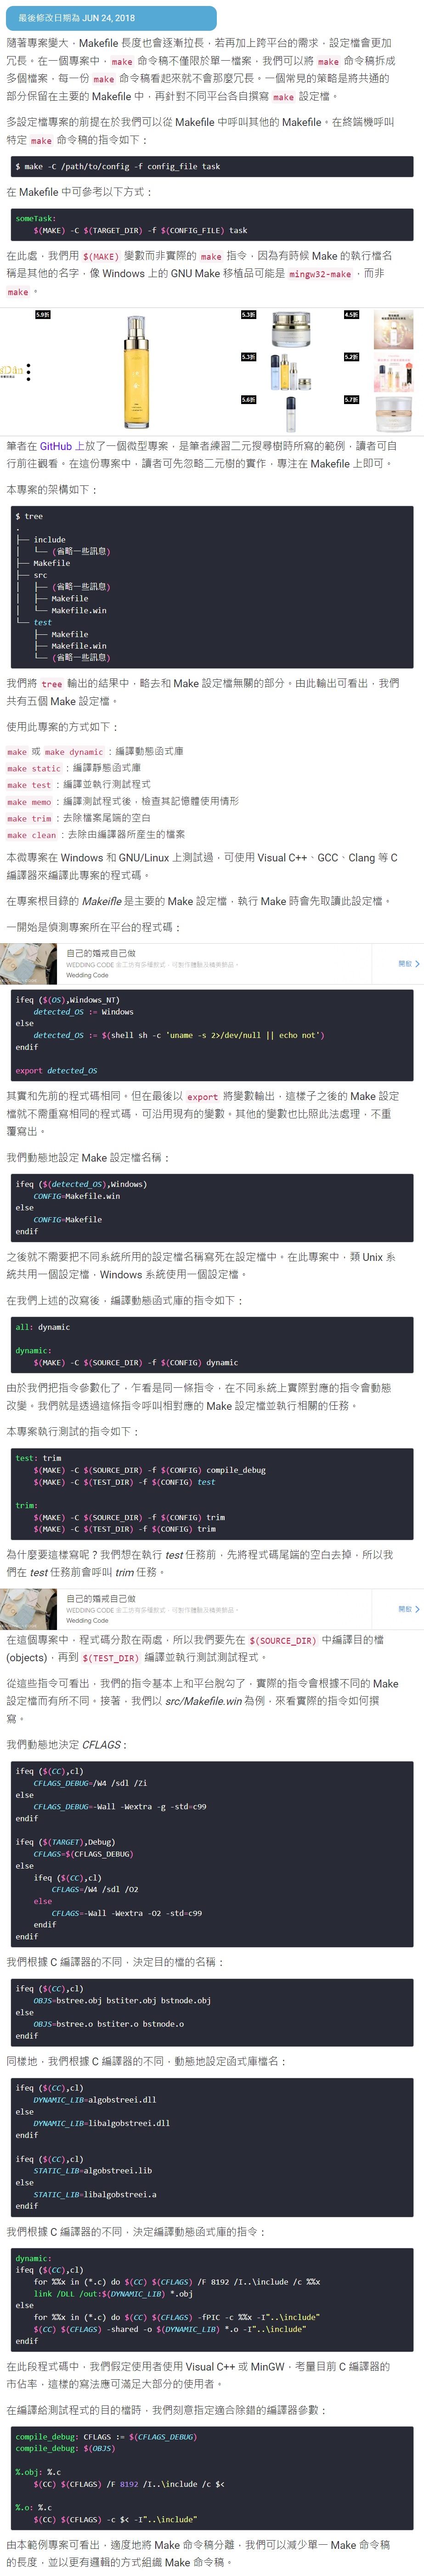 最後修改日期為 JUN 24, 2018
隨著專案變大，Makefile 長度也會逐漸拉長，若再加上跨平台的需求，設定檔會更加
冗長。在一個專案中，make 命令稿不僅限於單一檔案，我們可以將 make 命令稿拆成
多個檔案，每一份 make 命令稿看起來就不會那麼冗長。一個常見的策略是將共通的
部分保留在主要的 Makefile 中，再針對不同平台各自撰寫 make 設定檔。
多設定檔專案的前提在於我們可以從 Makefile 中呼叫其他的 Makefile。在終端機呼叫
特定 make 命令稿的指令如下：
$ make -C /path/to/config -f config_file task
在 Makefile 中可參考以下方式：
someTask:
    $(MAKE) -C $(TARGET_DIR) -f $(CONFIG_FILE) task
在此處，我們用 $(MAKE) 變數而非實際的 make 指令，因為有時候 Make 的執行檔名
稱是其他的名字，像 Windows 上的 GNU Make 移植品可能是 mingw32-make，而非
make。
5.9折
5.3折
4.5折
5.3折
5.2折
5.6折
5.7折
筆者在 GitHub 上放了一個微型專案，是筆者練習二元搜尋樹時所寫的範例，讀者可自
行前往觀看。在這份專案中，讀者可先忽略二元樹的實作，專注在 Makefile 上即可。
本專案的架構如下：
$ tree
.
├── include
│   └── (省略一些訊息)
├── Makefile
├── src
│   ├── (省略一些訊息)
│   ├── Makefile
│   └── Makefile.win
└── test
    ├── Makefile
    ├── Makefile.win
    └── (省略一些訊息)
我們將 tree 輸出的結果中，略去和 Make 設定檔無關的部分。由此輸出可看出，我們
共有五個 Make 設定檔。
使用此專案的方式如下：
make 或 make dynamic：編譯動態函式庫
make static：編譯靜態函式庫
make test：編譯並執行測試程式
make memo：編譯測試程式後，檢查其記憶體使用情形
make trim：去除檔案尾端的空白
make clean：去除由編譯器所產生的檔案
本微專案在 Windows 和 GNU/Linux 上測試過，可使用 Visual C++、GCC、Clang 等 C
編譯器來編譯此專案的程式碼。
在專案根目錄的 Makeifle 是主要的 Make 設定檔，執行 Make 時會先取讀此設定檔。
一開始是偵測專案所在平台的程式碼：
自己的婚戒自己做
WEDDING CODE
Wedding Code
開啟
ifeq ($(OS),Windows_NT)
    detected_OS := Windows
else
    detected_OS := $(shell sh -c 'uname -s 2>/dev/null || echo not')
endif
export detected_OS
其實和先前的程式碼相同。但在最後以 export 將變數輸出，這樣子之後的 Make 設定
檔就不需重寫相同的程式碼，可沿用現有的變數。其他的變數也比照此法處理，不重
覆寫出。
我們動態地設定 Make 設定檔名稱：
ifeq ($(detected_OS),Windows)
    CONFIG=Makefile.win
else
    CONFIG=Makefile
endif
之後就不需要把不同系統所用的設定檔名稱寫死在設定檔中。在此專案中，類 Unix 系
統共用一個設定檔，Windows 系統使用一個設定檔。
在我們上述的改寫後，編譯動態函式庫的指令如下：
all: dynamic
dynamic:
    $(MAKE) -C $(SOURCE_DIR) -f $(CONFIG) dynamic
由於我們把指令參數化了，乍看是同一條指令，在不同系統上實際對應的指令會動態
改變。我們就是透過這條指令呼叫相對應的 Make 設定檔並執行相關的任務。
本專案執行測試的指令如下：
test: trim
    $(MAKE) -C $(SOURCE_DIR) -f $(CONFIG) compile_debug
    $(MAKE) -C $(TEST_DIR) -f $(CONFIG) test
trim:
    $(MAKE) -C $(SOURCE_DIR) -f $(CONFIG) trim
    $(MAKE) -C $(TEST_DIR) -f $(CONFIG) trim
為什麼要這樣寫呢？我們想在執行 test 任務前，先將程式碼尾端的空白去掉，所以我
們在 test 任務前會呼叫 trim 任務。
自己的婚戒自己做
WEDDING CODE
Wedding Code
開啟
在這個專案中，程式碼分散在兩處，所以我們要先在 $(SOURCE_DIR) 中編譯目的檔
(objects)，再到 $(TEST_DIR) 編譯並執行測試測試程式。
從這些指令可看出，我們的指令基本上和平台脫勾了，實際的指令會根據不同的 Make
設定檔而有所不同。接著，我們以 src/Makefile.win 為例，來看實際的指令如何撰
寫。
我們動態地決定 CFLAGS：
ifeq ($(CC),cl)
    CFLAGS_DEBUG=/W4 /sdl /Zi
else
    CFLAGS_DEBUG=-Wall -Wextra -g -std=c99
endif
ifeq ($(TARGET),Debug)
    CFLAGS=$(CFLAGS_DEBUG)
else
    ifeq ($(CC),cl)
        CFLAGS=/W4 /sdl /O2
    else
        CFLAGS=-Wall -Wextra -O2 -std=c99
    endif
endif
我們根據 C 編譯器的不同，決定目的檔的名稱：
ifeq ($(CC),cl)
    OBJS=bstree.obj bstiter.obj bstnode.obj
else
    OBJS=bstree.o bstiter.o bstnode.o
endif
同樣地，我們根據 C 編譯器的不同，動態地設定函式庫檔名：
ifeq ($(CC),cl)
    DYNAMIC_LIB=algobstreei.dll
else
    DYNAMIC_LIB=libalgobstreei.dll
endif
ifeq ($(CC),cl)
    STATIC_LIB=algobstreei.lib
else
    STATIC_LIB=libalgobstreei.a
endif
我們根據 C 編譯器的不同，決定編譯動態函式庫的指令：
dynamic:
ifeq ($(CC),cl)
    for %%x in (*.c) do $(CC) $(CFLAGS) /F 8192 /I..\include /c %%x
    link /DLL /out:$(DYNAMIC_LIB) *.obj
else
    for %%x in (*.c) do $(CC) $(CFLAGS) -fPIC -c %%x -I"..\include"
    $(CC) $(CFLAGS) -shared -o $(DYNAMIC_LIB) *.o -I"..\include"
endif
在此段程式碼中，我們假定使用者使用 Visual C++ 或 MinGW，考量目前 C 編譯器的
市佔率，這樣的寫法應可滿足大部分的使用者。
在編譯給測試程式的目的檔時，我們刻意指定適合除錯的編譯器參數：
compile_debug: CFLAGS := $(CFLAGS_DEBUG)
compile_debug: $(OBJS)
%.obj: %.c
    $(CC) $(CFLAGS) /F 8192 /I..\include /c $<
%.o: %.c
    $(CC) $(CFLAGS) -c $< -I"..\include"
由本範例專案可看出，適度地將 Make 命令稿分離，我們可以減少單一 Make 命令稿
的長度，並以更有邏輯的方式組織 Make 命令稿。